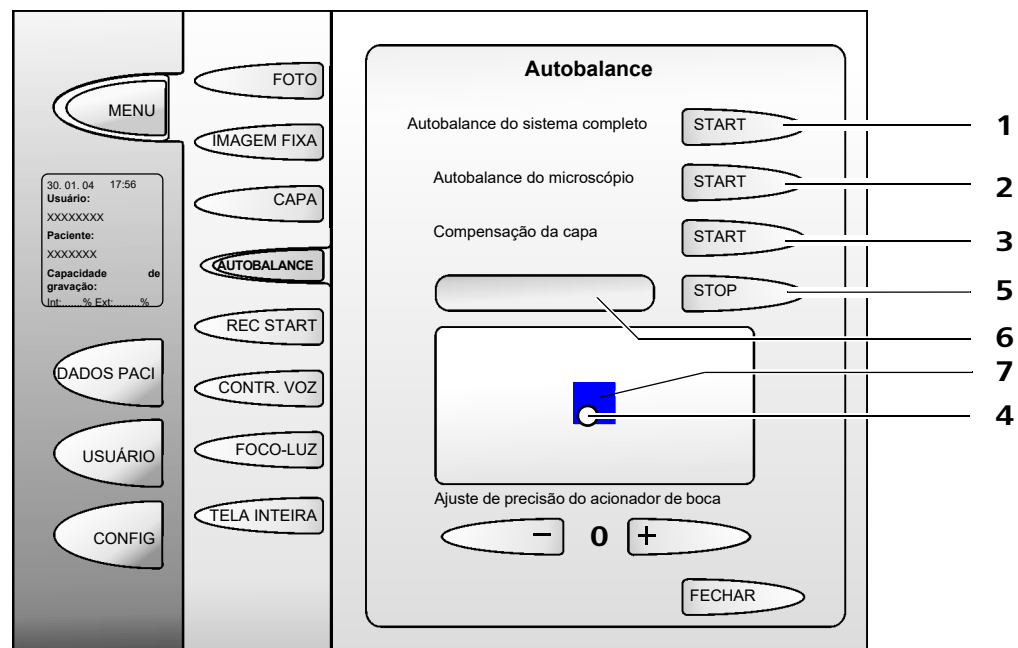 MENU
30. 01. 04 17:56
Usuário:
XXXXXXXX
Paciente:
XXXXXXX
Capacidade de
gravação:
Int:.......% Ext:.........%
DADOS PACI
USUÁRIO
CONFIG
FOTO
IMAGEM FIXA
CAPA
AUTOBALANCE
REC START
CONTR. VOZ
FOCO-LUZ
TELA INTEIRA
Autobalance
Autobalance do sistema completo START 1
Autobalance do microscópio START 2
Compensação da capa START 3
STOP 5
6
7
4
Ajuste de precisão do acionador de boca
− 0 +
FECHAR